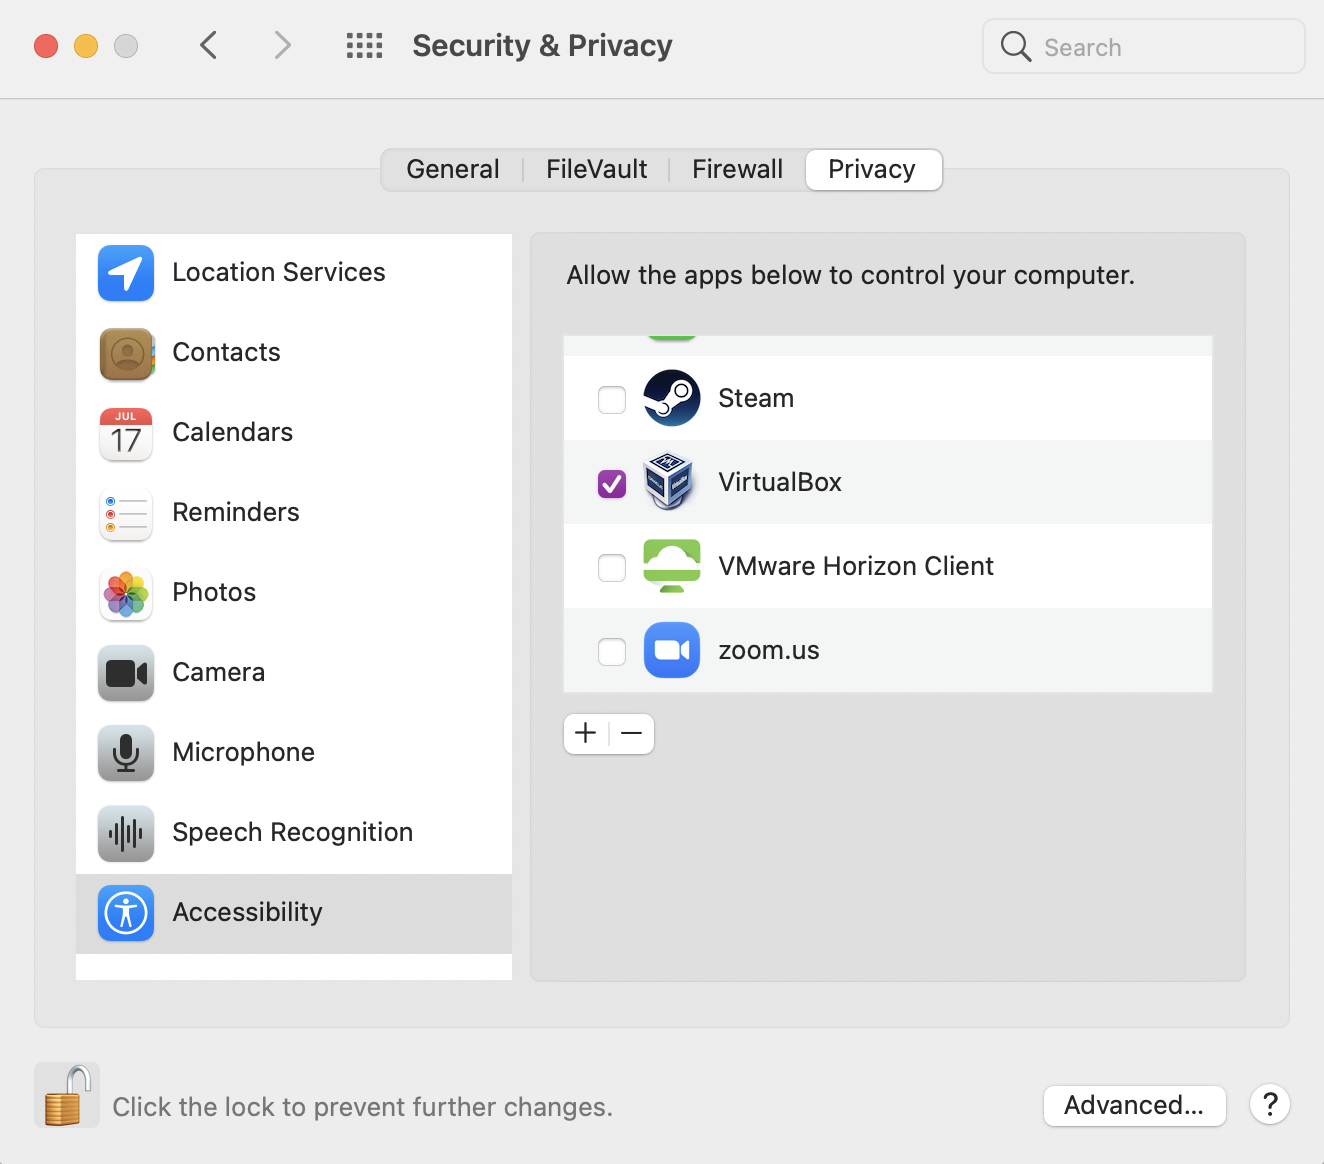 Security & Privacy
Search
General
FileVault
Firewall
Privacy
Location Services
Contacts
JUL
17
Calendars
Reminders
Photos
Camera
Microphone
Speech Recognition
Accessibility
Allow the apps below to control your computer.
Steam
VirtualBox
VMware Horizon Client
zoom.us
Click the lock to prevent further changes.
Advanced...
?